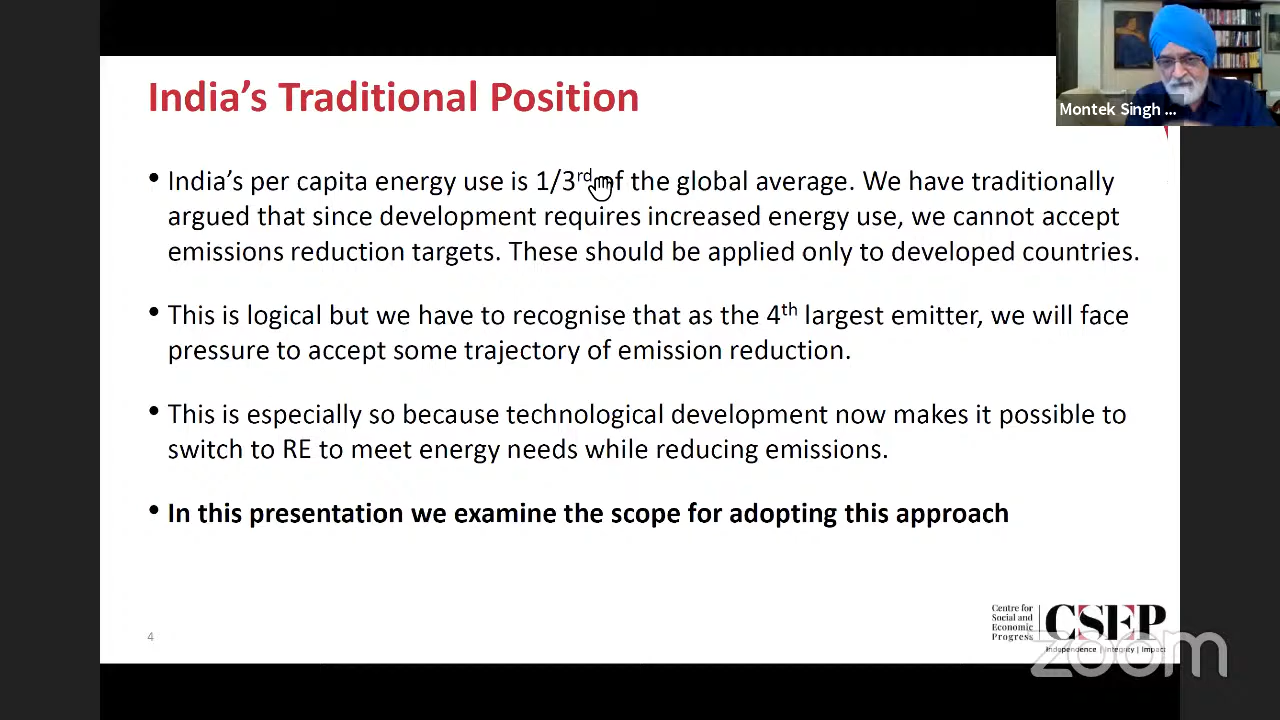 India's Traditional Position
Montek Singh ...
• India's per capita energy use is 1/3rd of the global average. We have traditionally
argued that since development requires increased energy use, we cannot accept
emissions reduction targets. These should be applied only to developed countries.
• This is logical but we have to recognise that as the 4th largest emitter, we will face
pressure to accept some trajectory of emission reduction.
• This is especially so because technological development now makes it possible to
switch to RE to meet energy needs while reducing emissions.
• In this presentation we examine the scope for adopting this approach
4
Centre for
Social and
Economic
Progress
CSEP
Independence | Integrity | Impact
zoom